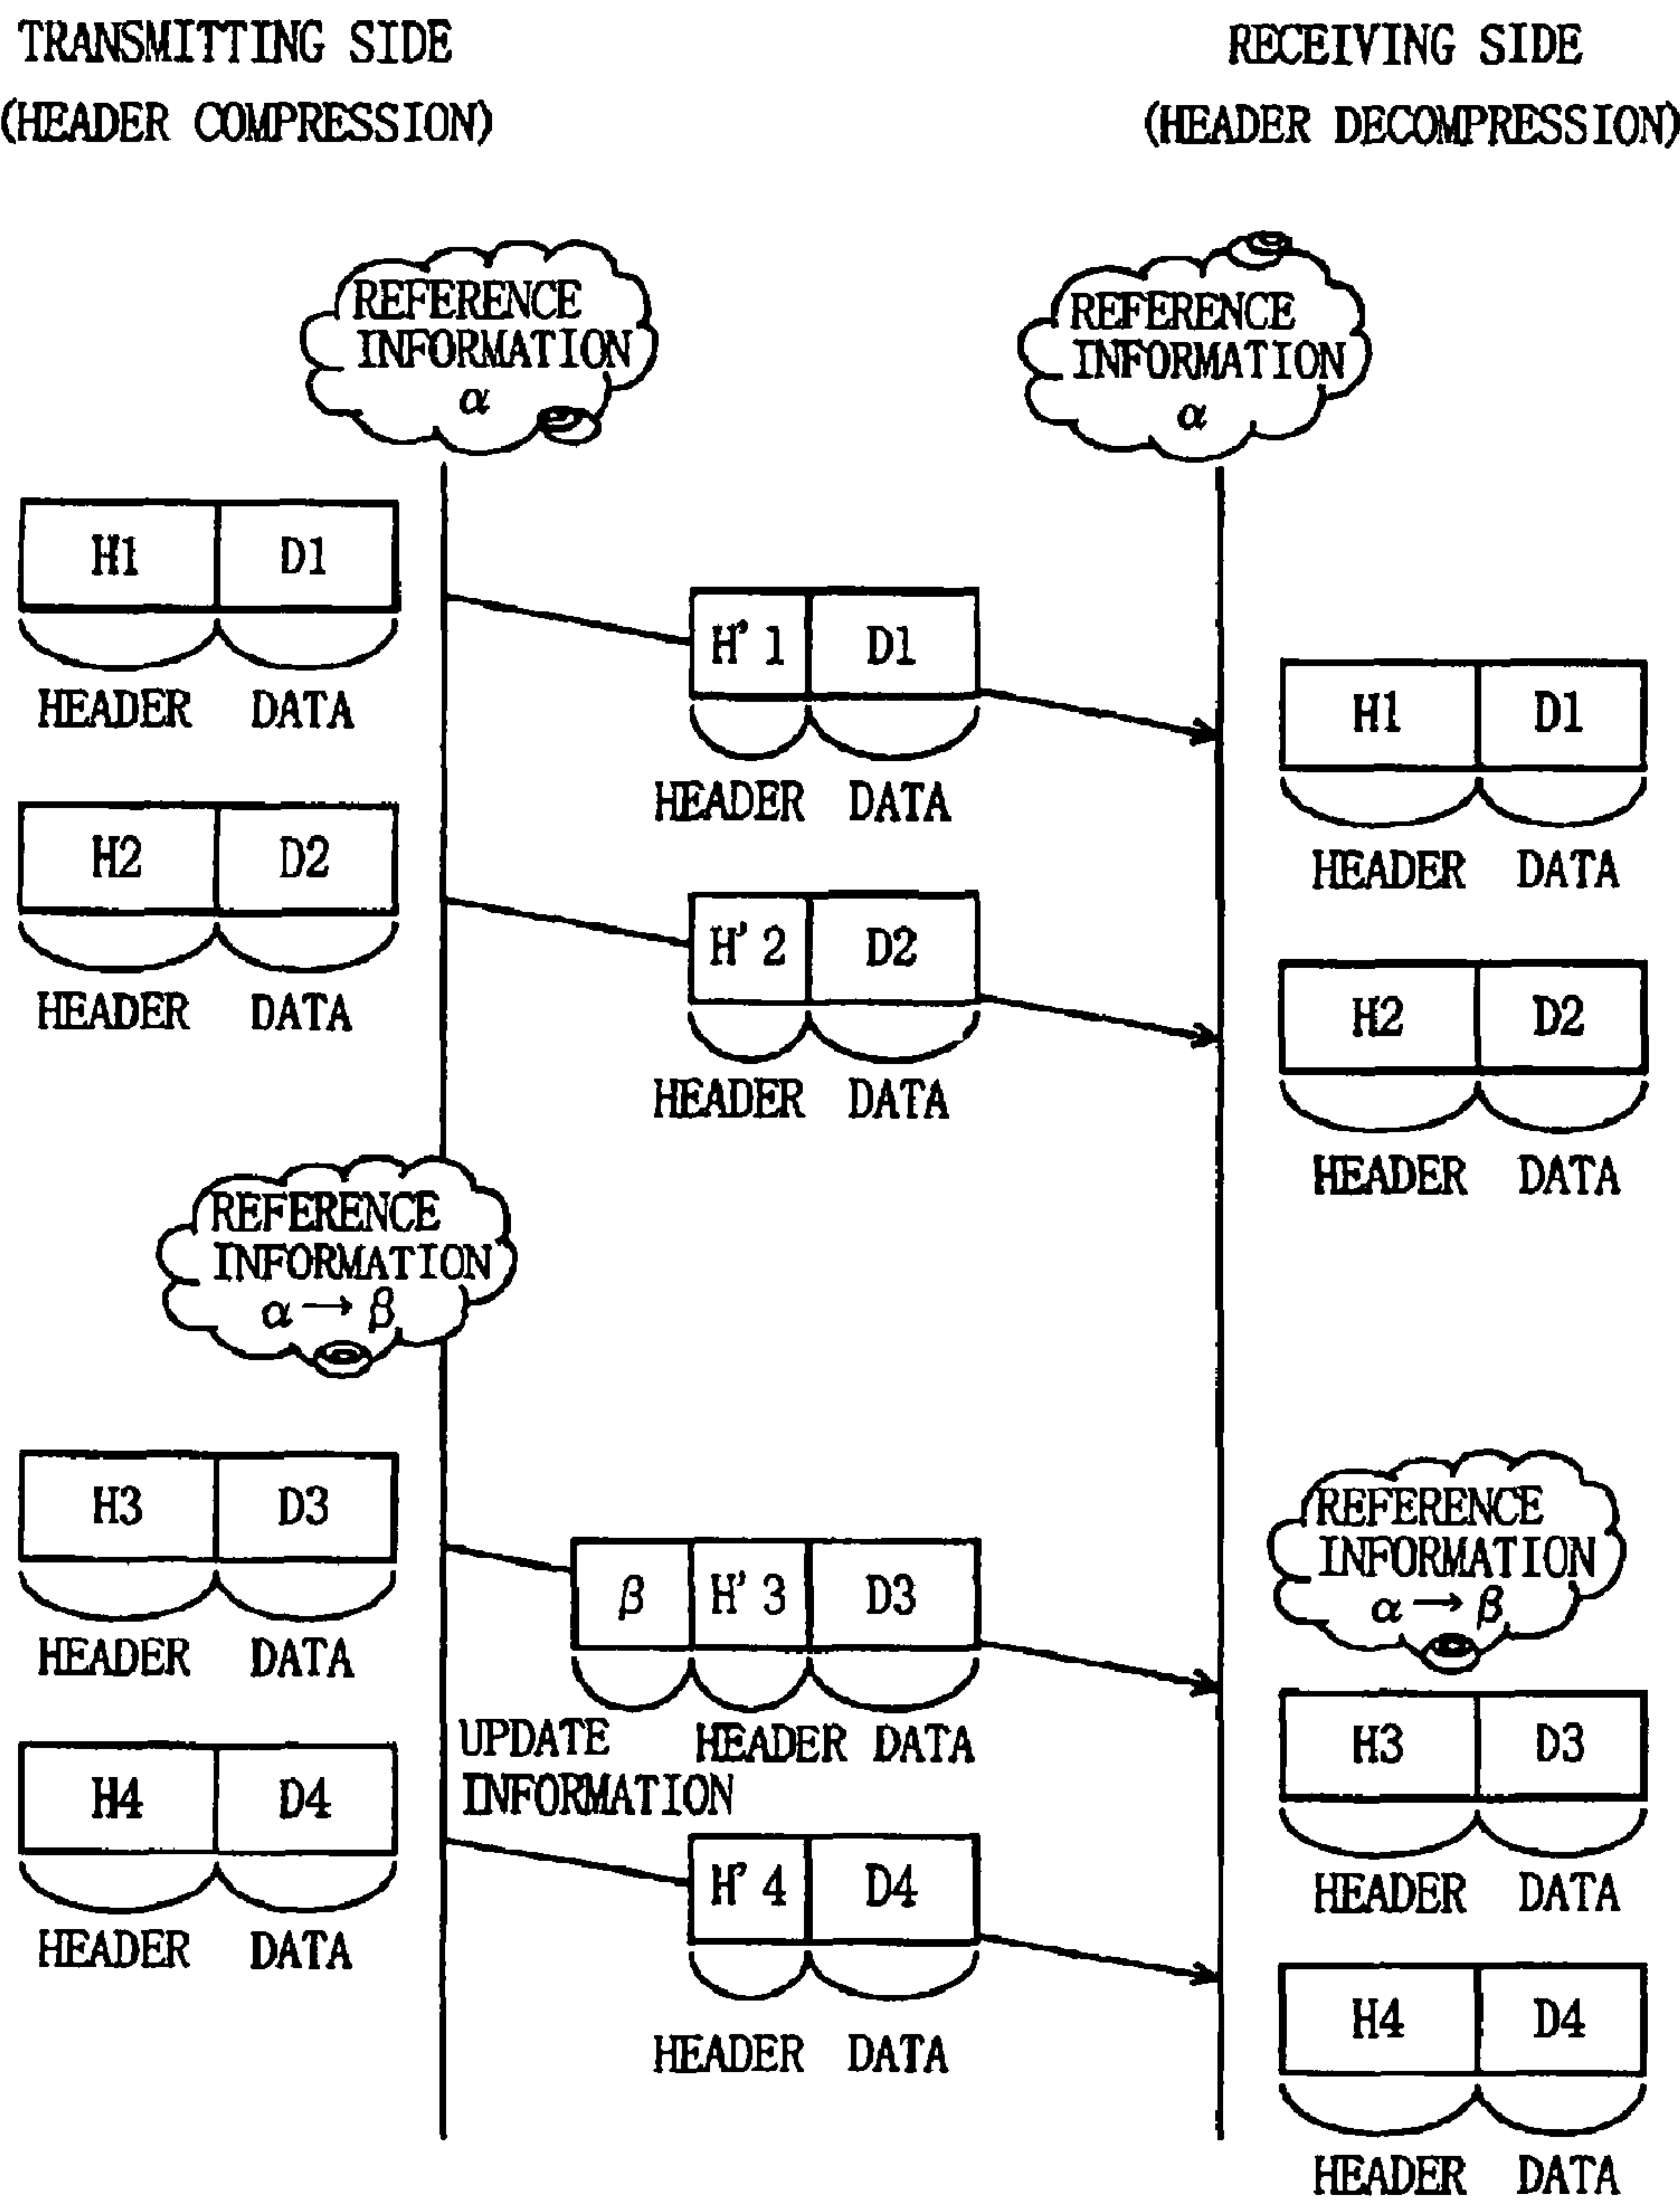 TRANSMITTING SIDE
(HEADER COMPRESSION)
RECEIVING SIDE
(HEADER DECOMPRESSION)
REFERENCE
INFORMATION
α
REFERENCE
INFORMATION
α
H1 D1
HEADER DATA
H'1 D1
HEADER DATA
H1 D1
HEADER DATA
H2 D2
HEADER DATA
H'2 D2
HEADER DATA
H2 D2
HEADER DATA
REFERENCE
INFORMATION
α → β
H3 D3
HEADER DATA
β H'3 D3
UPDATE
INFORMATION
HEADER DATA
REFERENCE
INFORMATION
α → β
H3 D3
HEADER DATA
H4 D4
HEADER DATA
H'4 D4
HEADER DATA
H4 D4
HEADER DATA